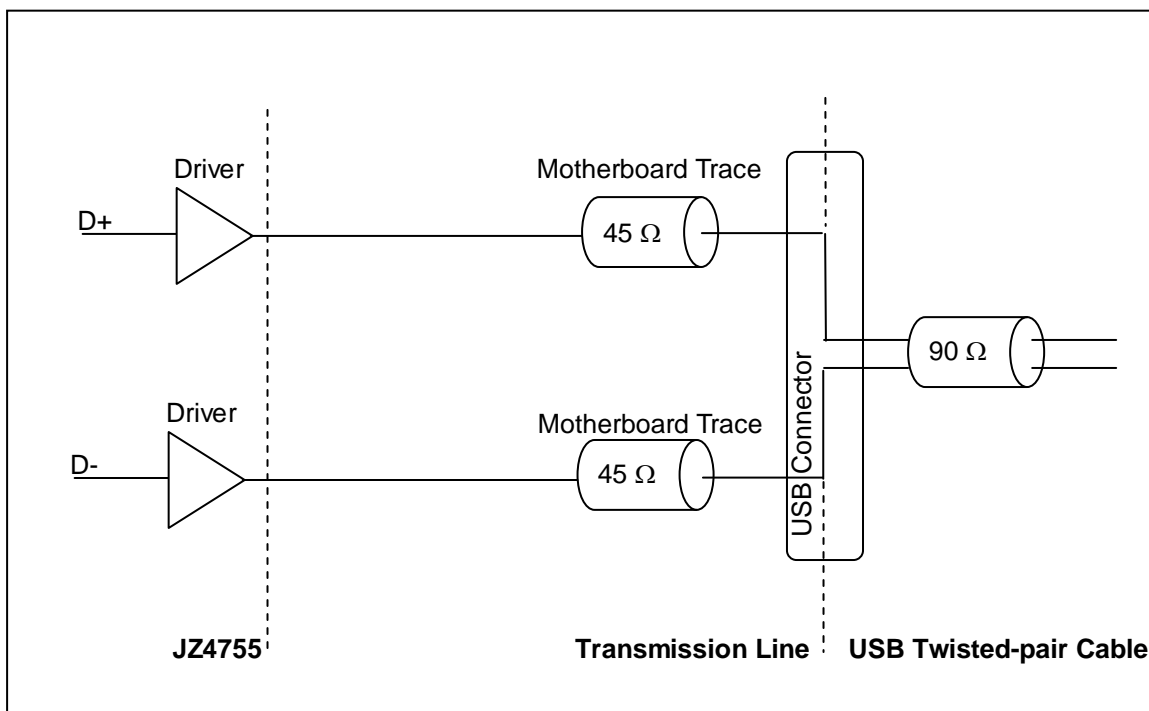 Driver
Motherboard Trace
D+
45 Ω
USB Connector
90 Ω
Driver
Motherboard Trace
D-
45 Ω
JZ4755
Transmission Line
USB Twisted-pair Cable